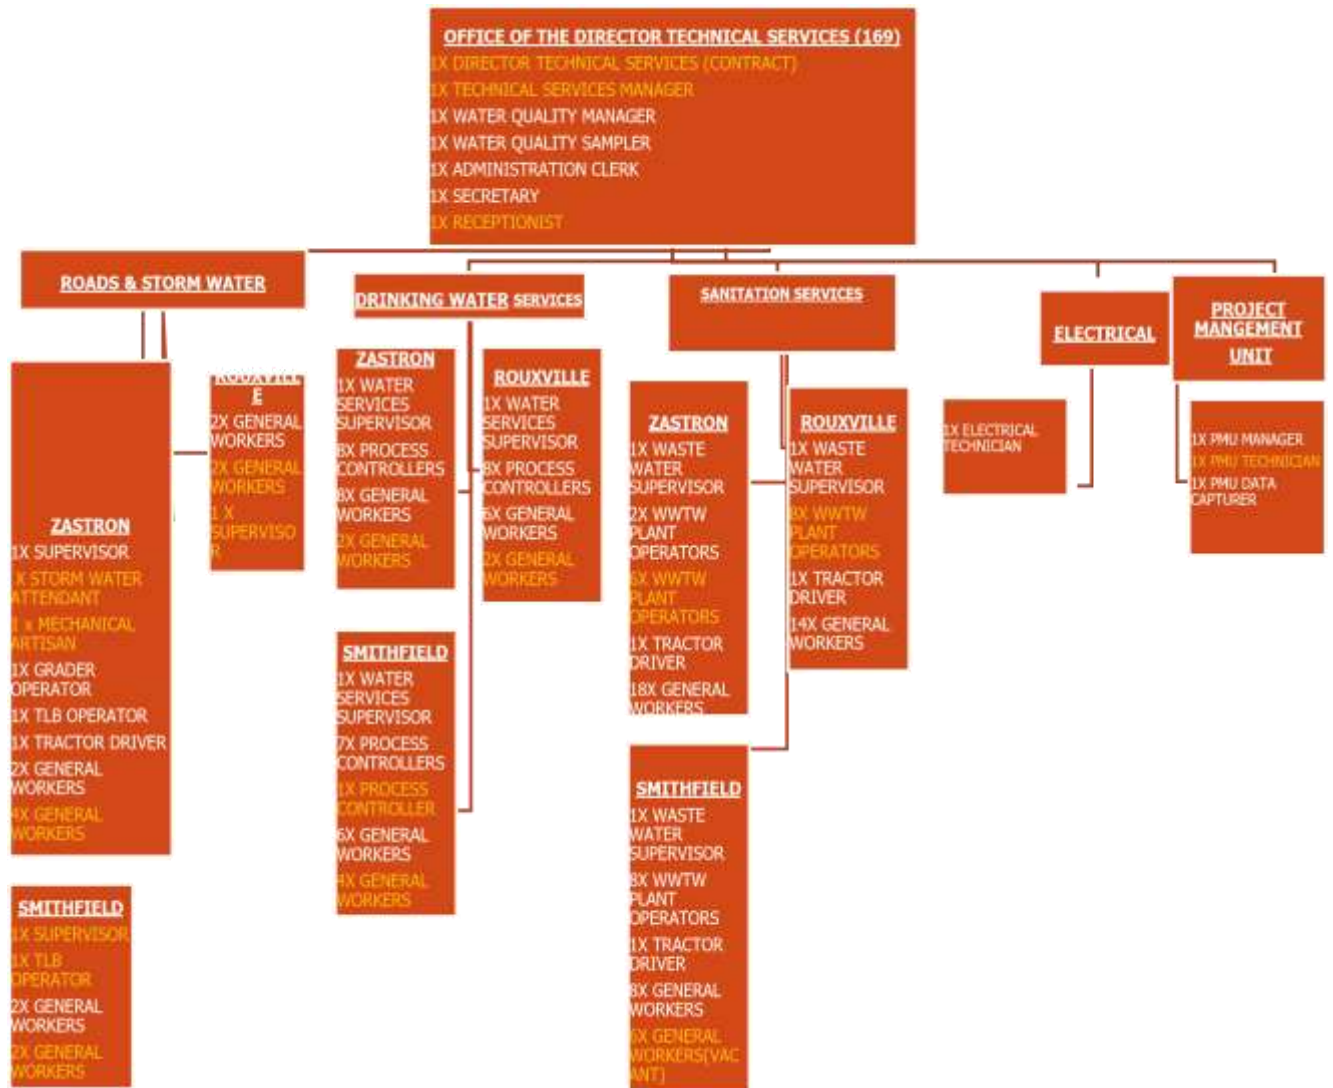 OFFICE OF THE DIRECTOR TECHNICAL SERVICES (169)
1X DIRECTOR TECHNICAL SERVICES (CONTRACT)
1X TECHNICAL SERVICES MANAGER
1X WATER QUALITY MANAGER
1X WATER QUALITY SAMPLER
1X ADMINISTRATION CLERK
1X SECRETARY
1X RECEPTIONIST
ROADS & STORM WATER
ZASTRON
1X SUPERVISOR
1X STORM WATER
ATTENDANT
1 x MECHANICAL
ARTISAN
1X GRADER
OPERATOR
1X TLB OPERATOR
1X TRACTOR DRIVER
2X GENERAL
WORKERS
4X GENERAL
WORKERS
ROUXVILL
E
2X GENERAL
WORKERS
2X GENERAL
WORKERS
1 X
SUPERVISO
R
SMITHFIELD
1X SUPERVISOR
1X TLB
OPERATOR
2X GENERAL
WORKERS
2X GENERAL
WORKERS
DRINKING WATER SERVICES
ZASTRON
1X WATER
SERVICES
SUPERVISOR
8X PROCESS
CONTROLLERS
8X GENERAL
WORKERS
2X GENERAL
WORKERS
ROUXVILLE
1X WATER
SERVICES
SUPERVISOR
8X PROCESS
CONTROLLERS
6X GENERAL
WORKERS
2X GENERAL
WORKERS
SMITHFIELD
1X WATER
SERVICES
SUPERVISOR
7X PROCESS
CONTROLLERS
1X PROCESS
CONTROLLER
6X GENERAL
WORKERS
4X GENERAL
WORKERS
SANITATION SERVICES
ZASTRON
1X WASTE
WATER
SUPERVISOR
2X WWTW
PLANT
OPERATORS
6X WWTW
PLANT
OPERATORS
1X TRACTOR
DRIVER
18X GENERAL
WORKERS
ROUXVILLE
1X WASTE
WATER
SUPERVISOR
8X WWTW
PLANT
OPERATORS
1X TRACTOR
DRIVER
14X GENERAL
WORKERS
SMITHFIELD
1X WASTE
WATER
SUPERVISOR
8X WWTW
PLANT
OPERATORS
1X TRACTOR
DRIVER
8X GENERAL
WORKERS
6X GENERAL
WORKERS(VAC
ANT)
ELECTRICAL
1X ELECTRICAL
TECHNICIAN
PROJECT
MANGEMENT
UNIT
1X PMU MANAGER
1X PMU TECHNICIAN
1X PMU DATA
CAPTURER